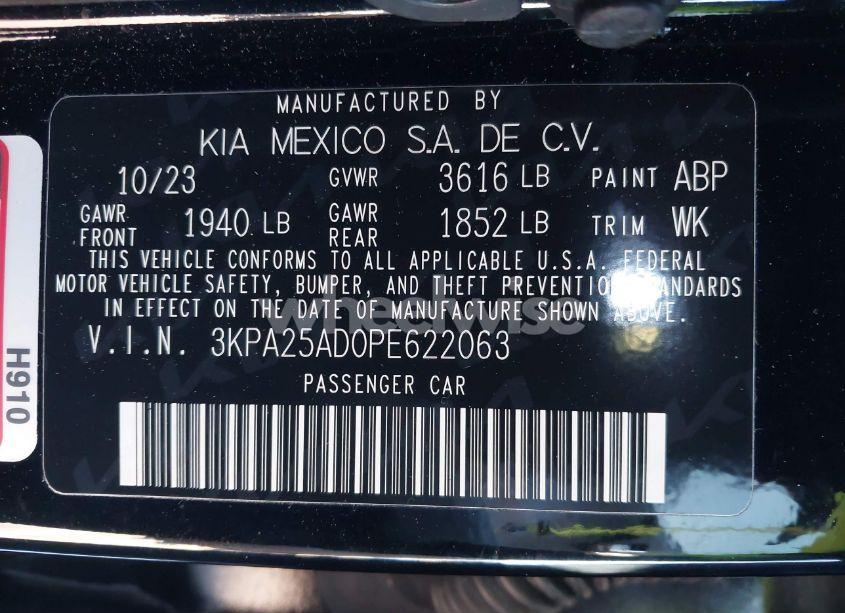 MANUFACTURED BY
KIA MEXICO S.A. DE C.V.
10/23 GVWR 3616 LB PAINT ABP
GAWR FRONT 1940 LB GAWR REAR 1852 LB TRIM WK
THIS VEHICLE CONFORMS TO ALL APPLICABLE U.S.A. FEDERAL
MOTOR VEHICLE SAFETY, BUMPER, AND THEFT PREVENTION STANDARDS
IN EFFECT ON THE DATE OF MANUFACTURE SHOWN ABOVE.
wheelwise
V.I.N. 3KPA25AD0PE622063
PASSENGER CAR
H910